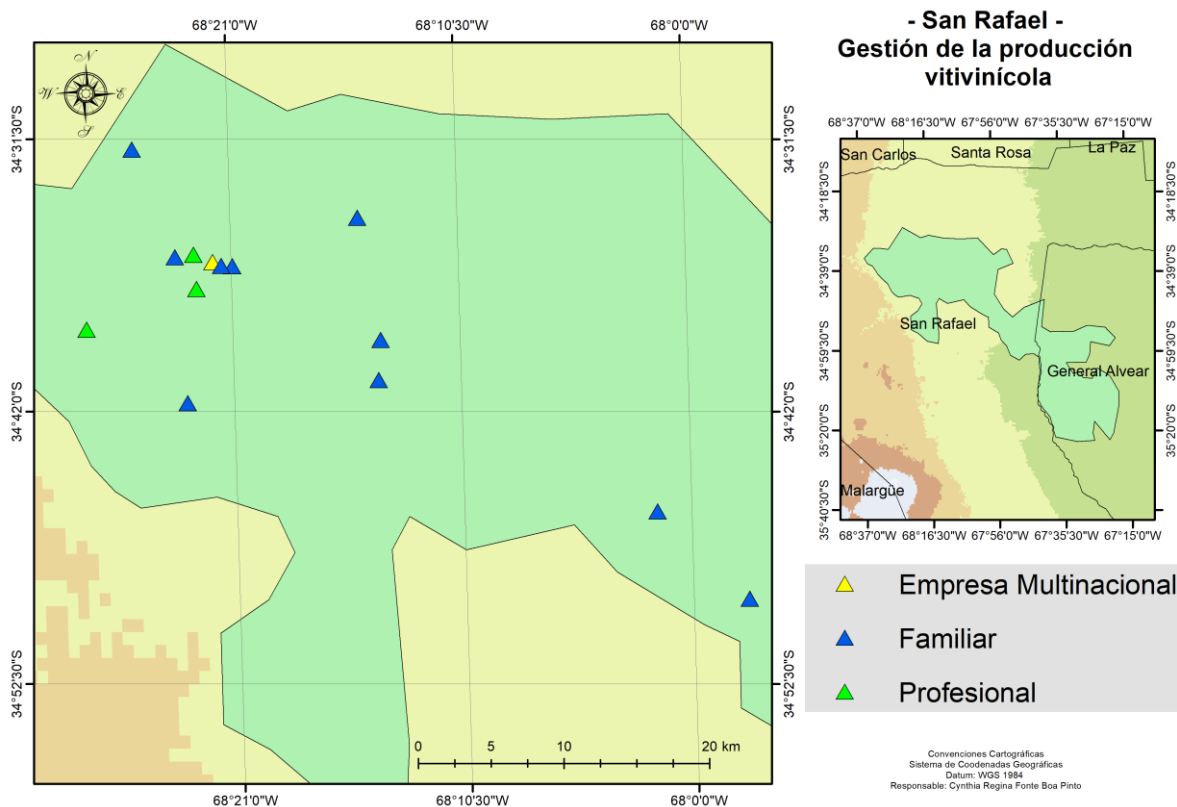 - San Rafael -
Gestión de la producción
vitivinícola
68°21'0"W 68°10'30"W 68°0'0"W
N
W E
S
34°31'30"S 34°31'30"S
34°42'0"S 34°42'0"S
34°52'30"S 34°52'30"S
0 5 10 20 km
68°21'0"W 68°10'30"W 68°0'0"W
68°37'0"W 68°16'30"W 67°56'0"W 67°35'30"W 67°15'0"W
San Carlos Santa Rosa La Paz
34°18'30"S 34°18'30"S
34°39'0"S 34°39'0"S
San Rafael
34°59'30"S 34°59'30"S
General Alvear
35°20'0"S 35°20'0"S
Malargüe
35°40'30"S 35°40'30"S
68°37'0"W 68°16'30"W 67°56'0"W 67°35'30"W 67°15'0"W
Empresa Multinacional
Familiar
Profesional
Convenciones Cartográficas
Sistema de Coodenadas Geográficas
Datum: WGS 1984
Responsable: Cynthia Regina Fonte Boa Pinto